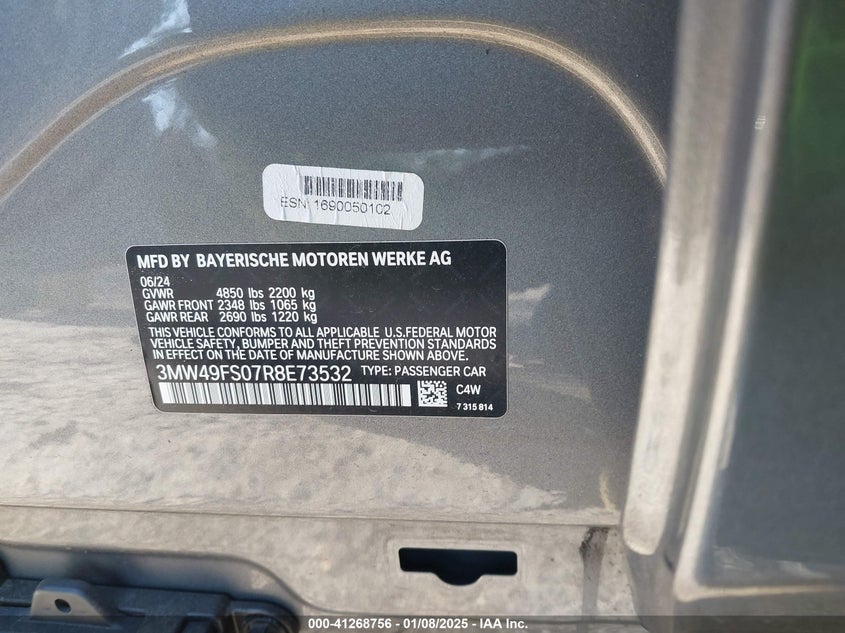 ESN 1690050102
MFD BY BAYERISCHE MOTOREN WERKE AG
06/24
GVWR 4850 lbs 2200 kg
GAWR FRONT 2348 lbs 1065 kg
GAWR REAR 2690 lbs 1220 kg
THIS VEHICLE CONFORMS TO ALL APPLICABLE U.S.FEDERAL MOTOR
VEHICLE SAFETY, BUMPER AND THEFT PREVENTION STANDARDS
IN EFFECT ON THE DATE OF MANUFACTURE SHOWN ABOVE.
3MW49FS07R8E73532 TYPE: PASSENGER CAR
C4W
7 315 814
000-41268756 - 01/08/2025 - IAA Inc.